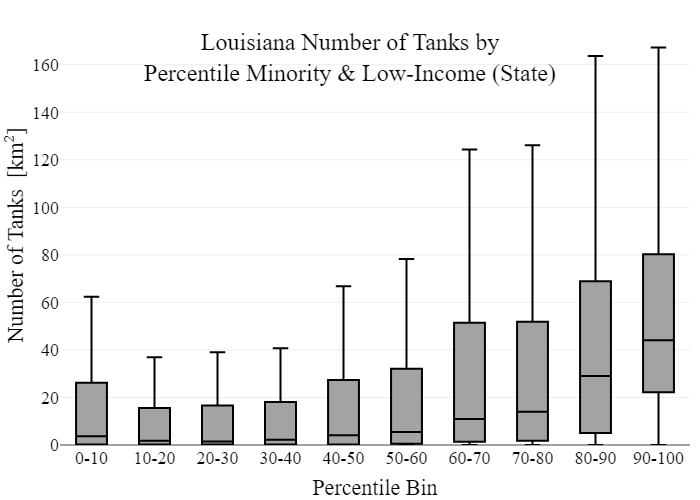 Louisiana Number of Tanks by
Percentile Minority & Low-Income (State)
Number of Tanks [km²]
160
140
120
100
80
60
40
20
0
0-10 10-20 20-30 30-40 40-50 50-60 60-70 70-80 80-90 90-100
Percentile Bin